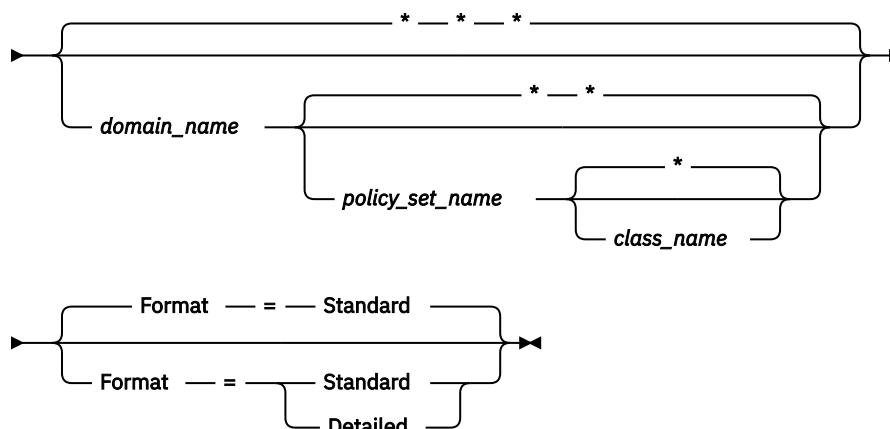 * * *
* *
domain_name
*
policy_set_name
class_name
Format = Standard
Format = Standard
Detailed